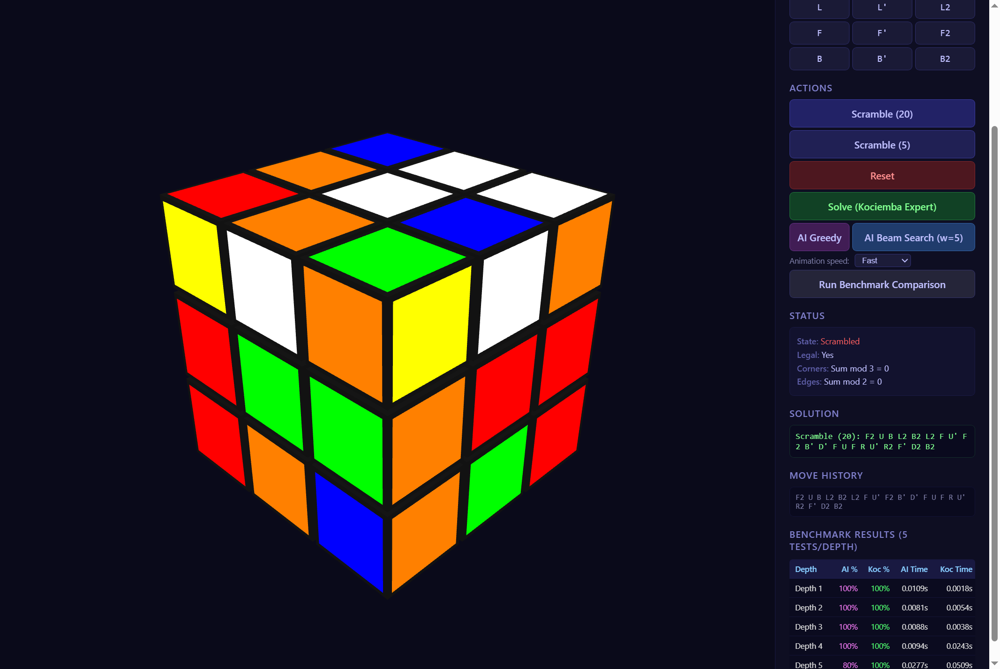 L L' L2
F F' F2
B B' B2
ACTIONS
Scramble (20)
Scramble (5)
Reset
Solve (Kociemba Expert)
AI Greedy AI Beam Search (w=5)
Animation speed: Fast
Run Benchmark Comparison
STATUS
State: Scrambled
Legal: Yes
Corners: Sum mod 3 = 0
Edges: Sum mod 2 = 0
SOLUTION
Scramble (20): F2 U B L2 B2 L2 F U' F
2 B' D' F U F R U' R2 F' D2 B2
MOVE HISTORY
F2 U B L2 B2 L2 F U' F2 B' D' F U F R U'
R2 F' D2 B2
BENCHMARK RESULTS (5
TESTS/DEPTH)
Depth AI % Koc % AI Time Koc Time
Depth 1 100% 100% 0.0109s 0.0018s
Depth 2 100% 100% 0.0081s 0.0054s
Depth 3 100% 100% 0.0088s 0.0038s
Depth 4 100% 100% 0.0094s 0.0243s
Depth 5 80% 100% 0.0277s 0.0509s